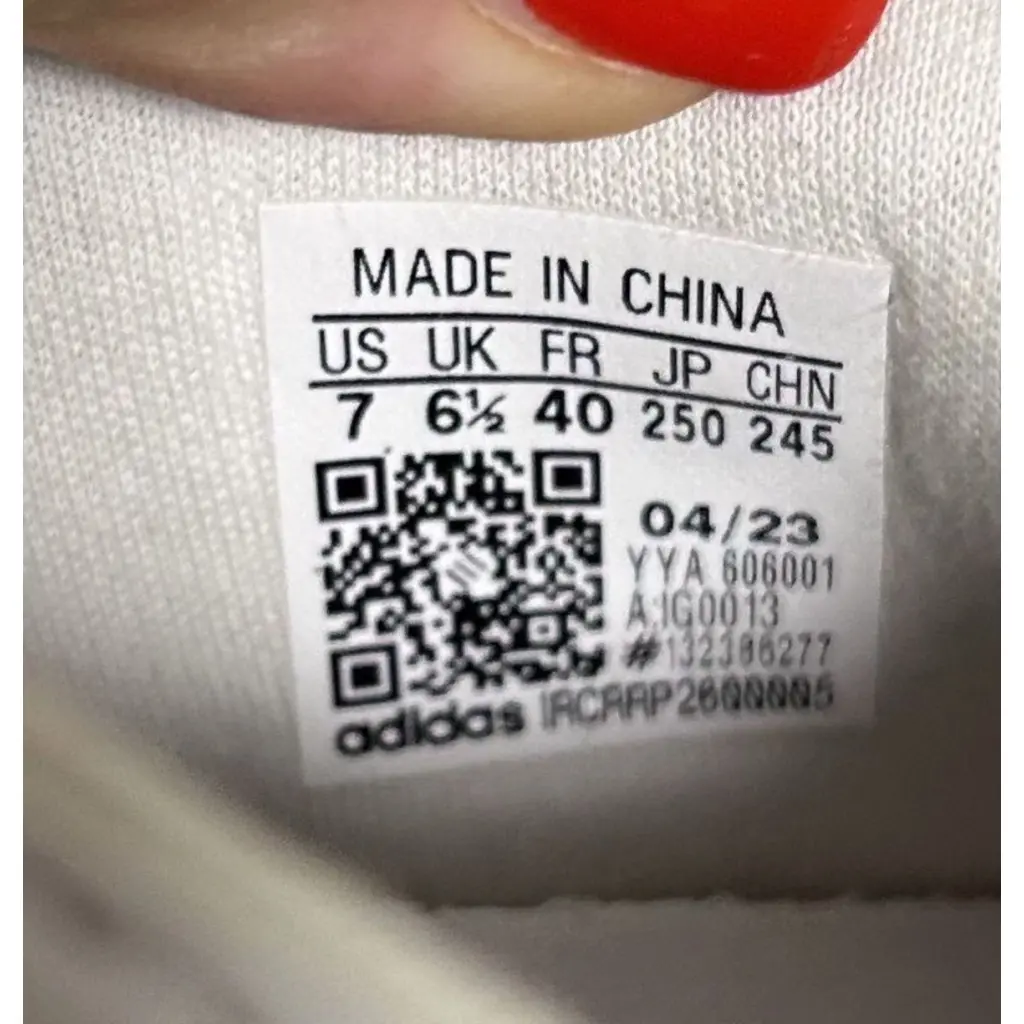 MADE IN CHINA
US UK FR JP CHN
7 6½ 40 250 245
04/23
YYA 606001
A:IG0013
#132386277
adidas IRCRRP2600005